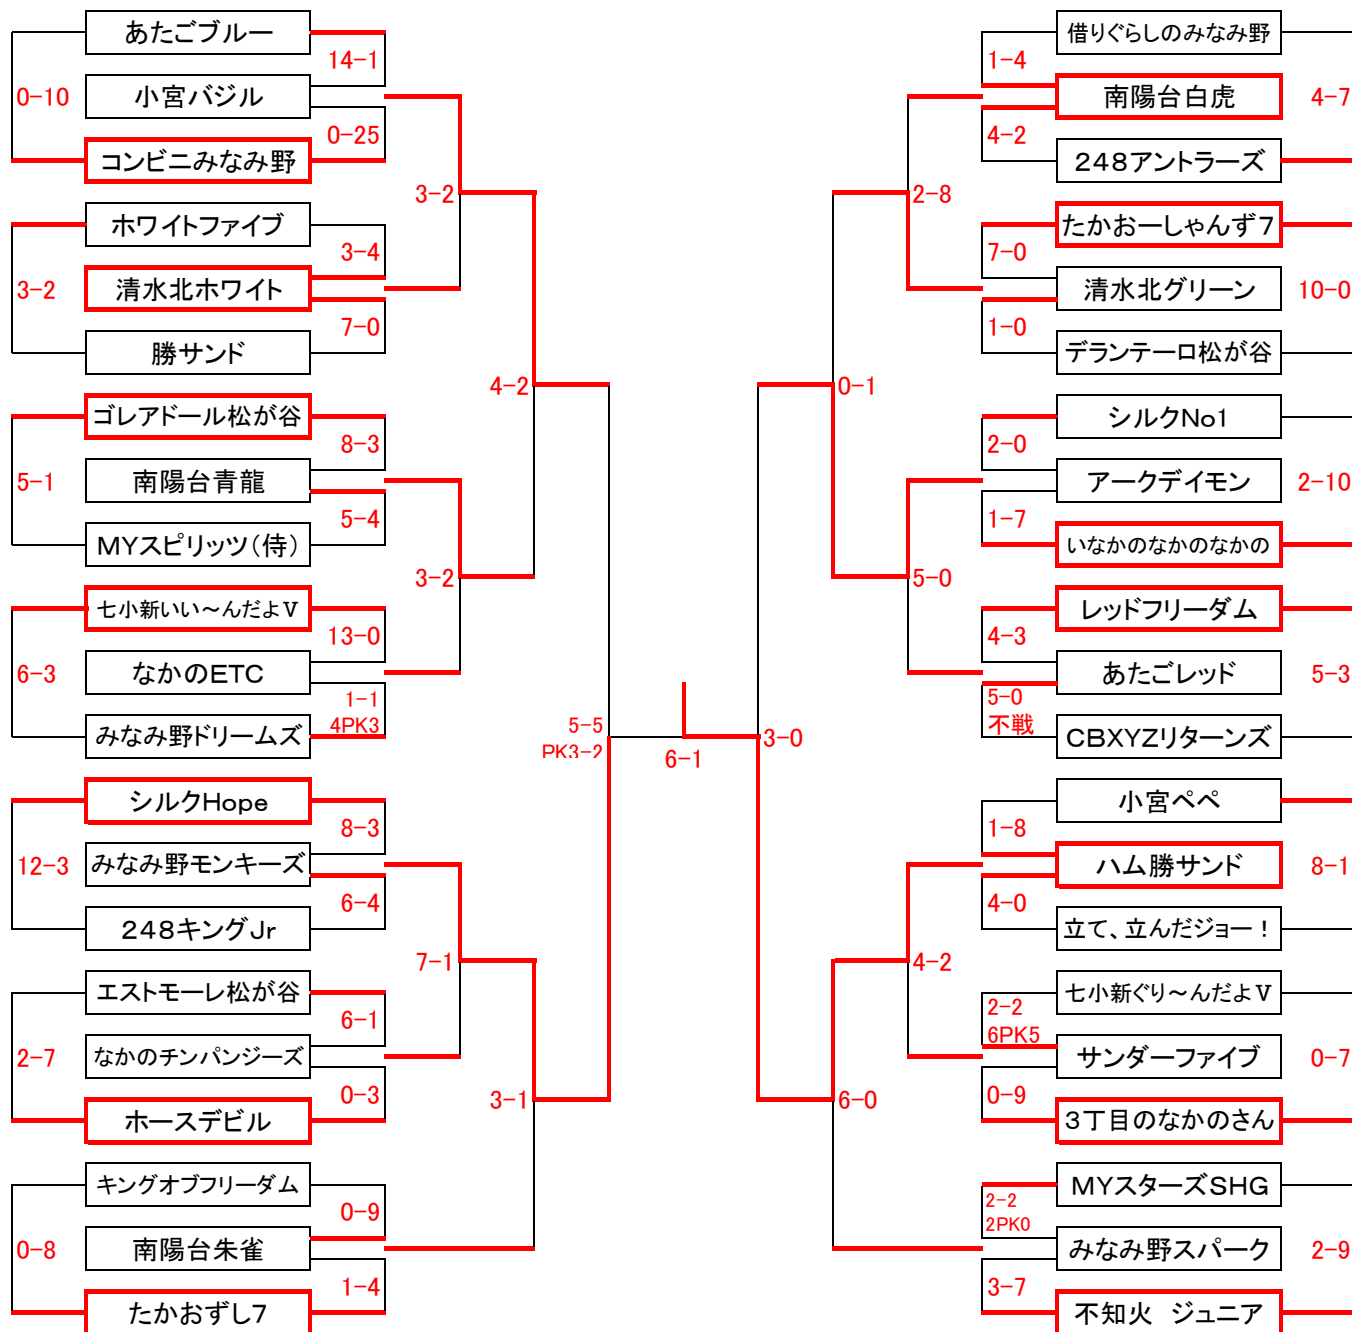 あたごブルー
14-1
0-10
小宮バジル
0-25
コンビニみなみ野
3-2
ホワイトファイブ
3-4
3-2
清水北ホワイト
7-0
勝サンド
4-2
ゴレアドール松が谷
8-3
5-1
南陽台青龍
5-4
MYスピリッツ(侍)
3-2
七小新いい～んだよV
13-0
6-3
なかのETC
1-1
4PK3
みなみ野ドリームズ
5-5
PK3-2
6-1
3-0
シルクHope
8-3
12-3
みなみ野モンキーズ
6-4
248キングJr
7-1
エストモーレ松が谷
6-1
2-7
なかのチンパンジーズ
0-3
ホースデビル
3-1
キングオブフリーダム
0-9
0-8
南陽台朱雀
1-4
たかおずし7
借りぐらしのみなみ野
1-4
南陽台白虎
4-7
4-2
248アントラーズ
2-8
たかおーしゃんず7
7-0
清水北グリーン
10-0
1-0
デランテーロ松が谷
0-1
シルクNo1
2-0
アークデイモン
2-10
1-7
いなかのなかのなかの
5-0
レッドフリーダム
4-3
あたごレッド
5-3
5-0
不戦
CBXYZリターンズ
小宮ペペ
1-8
ハム勝サンド
8-1
4-0
立て、立んだジョー！
4-2
七小新ぐり～んだよV
2-2
6PK5
サンダーファイブ
0-7
0-9
3丁目のなかのさん
6-0
MYスターズSHG
2-2
2PK0
みなみ野スパーク
2-9
3-7
不知火　ジュニア